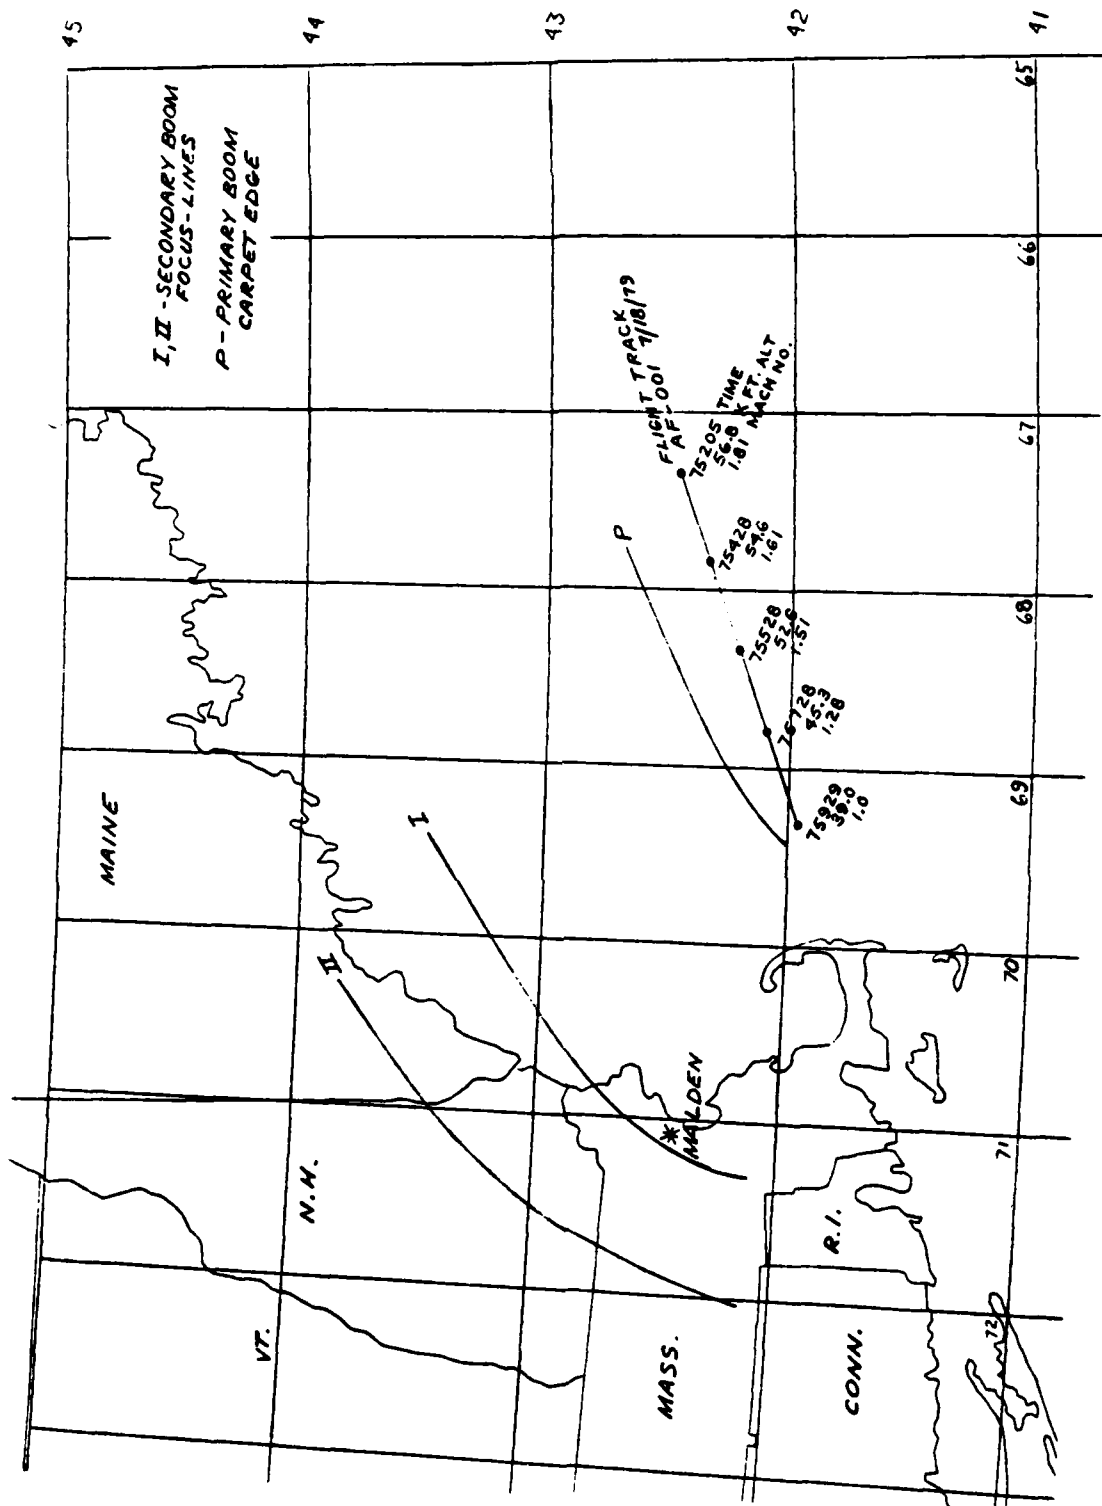 I, II - SECONDARY BOOM
FOCUS-LINES
P - PRIMARY BOOM
CARPET EDGE
45
44
43
42
41
65
66
67
68
69
70
71
72
MAINE
N.H.
VT.
MASS.
CONN.
R.I.
*
MALDEN
I
II
P
FLIGHT TRACK
AF-001 7/18/79
75205 TIME
56.8 K FT. ALT
1.81 MACH NO.
75428
54.6
1.61
75528
52.6
1.51
75728
45.3
1.28
75929
39.0
1.0